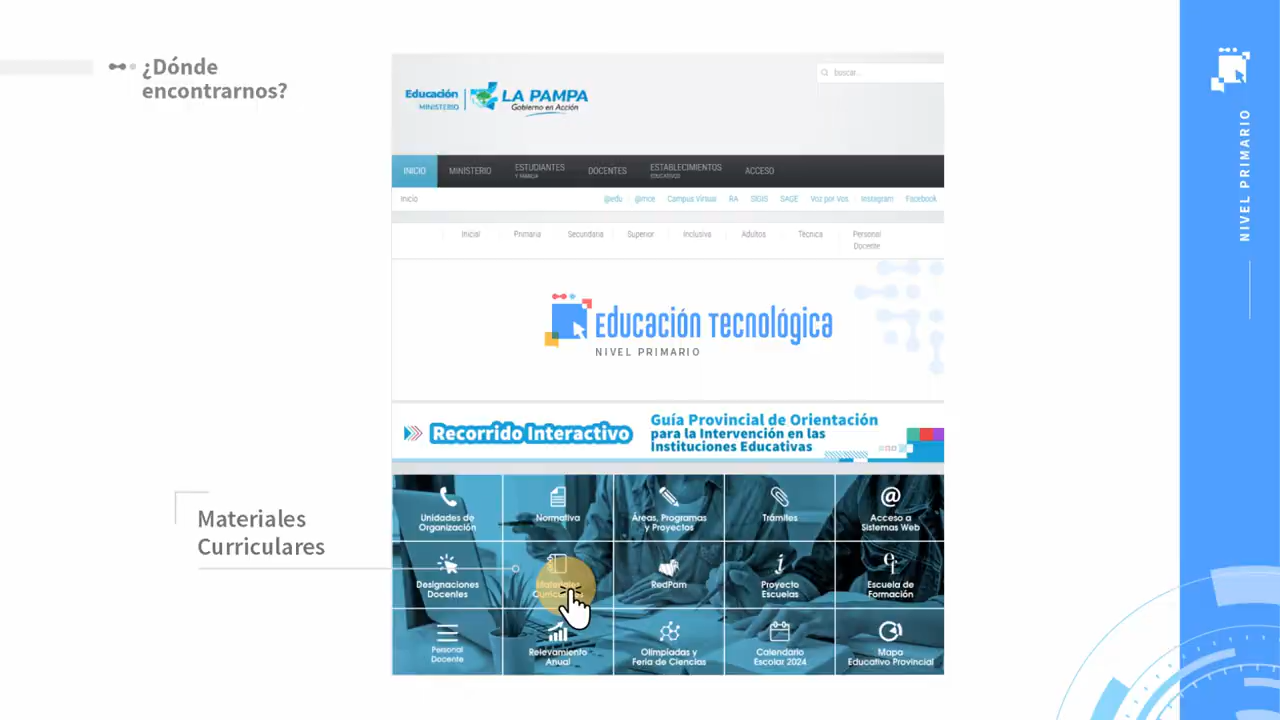 ¿Dónde
encontrarnos?
Educación
MINISTERIO
LA PAMPA
Gobierno en Acción
buscar...
INICIO
MINISTERIO
ESTUDIANTES
Y FAMILIA
DOCENTES
ESTABLECIMIENTOS
EDUCATIVOS
ACCESO
Inicio
@edu
@mce
Campus Virtual
RA
SIGIS
SAGE
Voz por Vos
Instagram
Facebook
Inicial
Primaria
Secundaria
Superior
Inclusiva
Adultos
Técnica
Personal
Docente
Educación Tecnológica
NIVEL PRIMARIO
Recorrido Interactivo
Guía Provincial de Orientación
para la Intervención en las
Instituciones Educativas
Unidades de
Organización
Normativa
Áreas, Programas
y Proyectos
Trámites
Acceso a
Sistemas Web
Materiales
Curriculares
Designaciones
Docentes
Materiales
RedPam
Proyecto
Escuelas
Escuela de
Formación
Personal
Docente
Relevamiento
Anual
Olimpíadas y
Feria de Ciencias
Calendario
Escolar 2024
Mapa
Educativo Provincial
NIVEL PRIMARIO